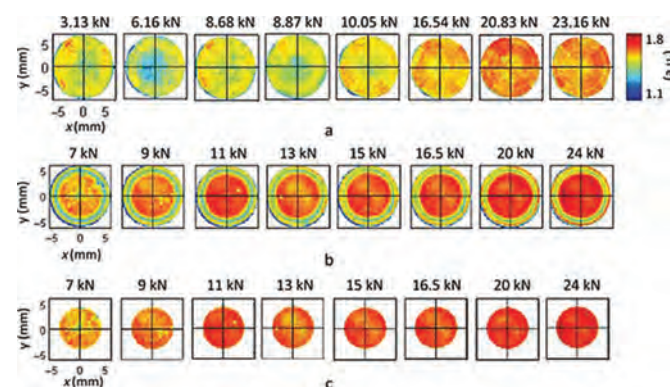 3.13 kN 6.16 kN 8.68 kN 8.87 kN 10.05 kN 16.54 kN 20.83 kN 23.16 kN
y (mm) 5 0 −5
1.8
1.1
−5 0 5
x (mm)
a
7 kN 9 kN 11 kN 13 kN 15 kN 16.5 kN 20 kN 24 kN
y (mm) 5 0 −5
−5 0 5
x (mm)
b
7 kN 9 kN 11 kN 13 kN 15 kN 16.5 kN 20 kN 24 kN
y (mm) 5 0 −5
−5 0 5
x (mm)
c